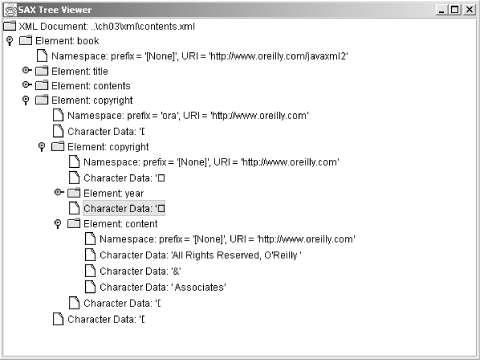 SAX Tree Viewer
XML Document: ..\ch03\xml\contents.xml
Element: book
Namespace: prefix = '[None]', URI = 'http://www.oreilly.com/javaxml2'
Element: title
Element: contents
Element: copyright
Namespace: prefix = 'ora', URI = 'http://www.oreilly.com'
Character Data: '[
Element: copyright
Namespace: prefix = '[None]', URI = 'http://www.oreilly.com'
Character Data: '□
Element: year
Character Data: '□
Element: content
Namespace: prefix = '[None]', URI = 'http://www.oreilly.com'
Character Data: 'All Rights Reserved, O'Reilly '
Character Data: '&'
Character Data: ' Associates'
Character Data: '[
Character Data: '[